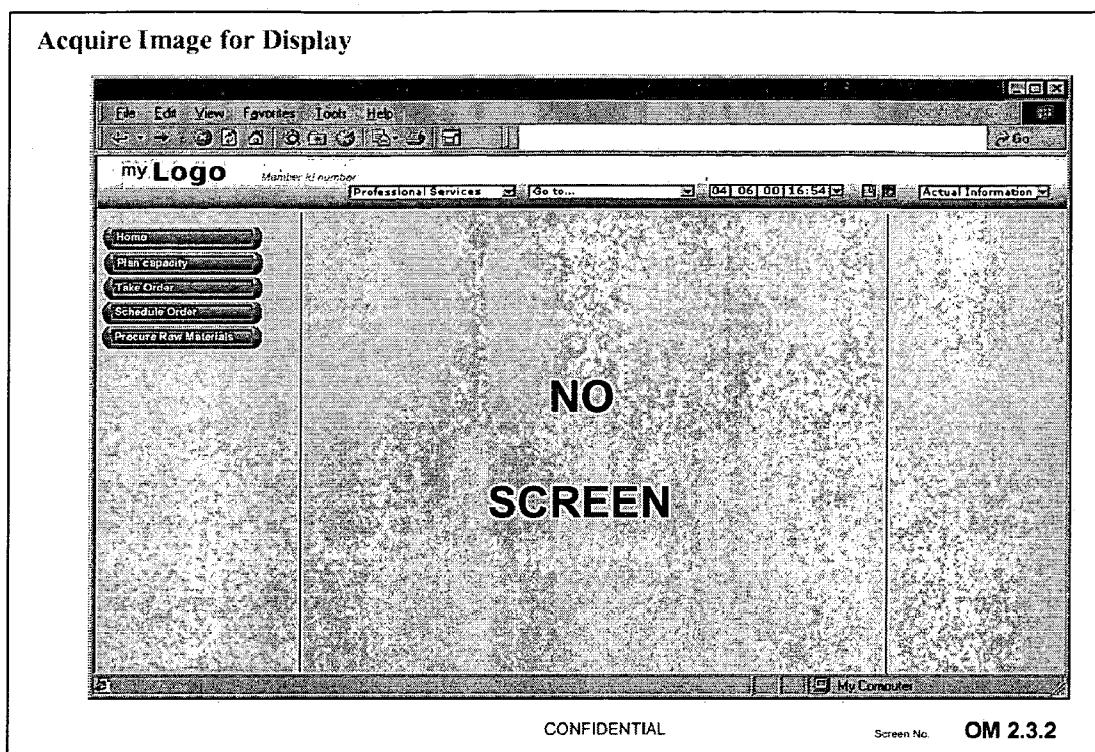 Acquire Image for Display
File Edit View Favorites Tools Help
Go
my Logo Member id number
Professional Services Go to... 04 06 00 16:54 Actual Information
Home
Plan capacity
Take Order
Schedule Order
Procure Raw Materials
NO
SCREEN
My Computer
CONFIDENTIAL Screen No. OM 2.3.2